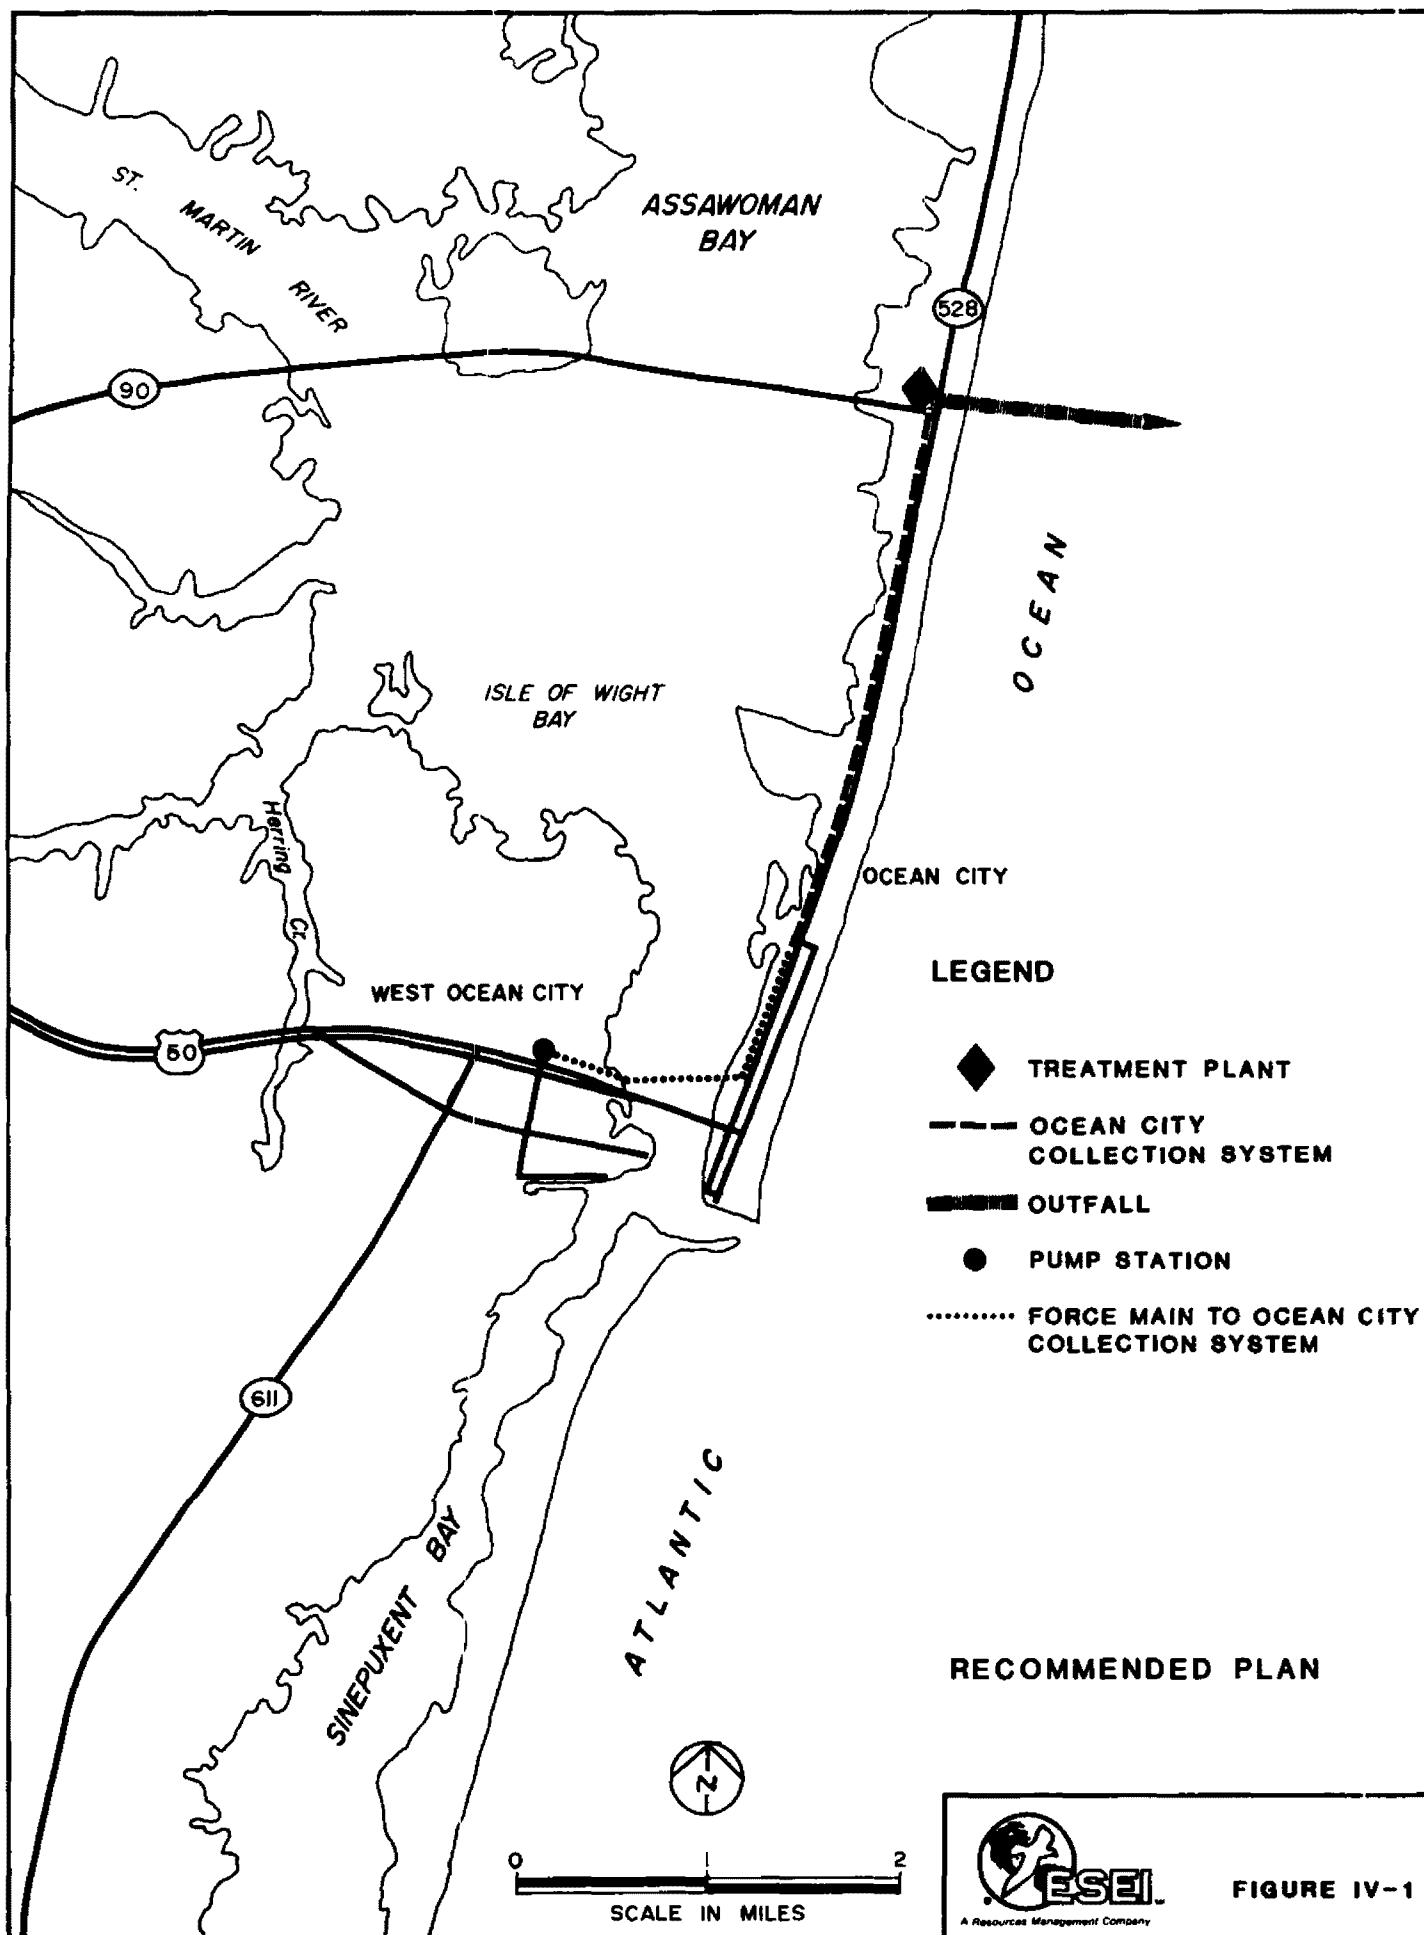 ST.
MARTIN
RIVER
ASSAWOMAN
BAY
528
90
OCEAN
ISLE OF WIGHT
BAY
Herring
Cr.
OCEAN CITY
WEST OCEAN CITY
50
LEGEND
TREATMENT PLANT
OCEAN CITY
COLLECTION SYSTEM
OUTFALL
PUMP STATION
FORCE MAIN TO OCEAN CITY
COLLECTION SYSTEM
611
ATLANTIC
SINEPUXENT BAY
RECOMMENDED PLAN
N
0 2
SCALE IN MILES
ESEI
A Resources Management Company
FIGURE IV-1